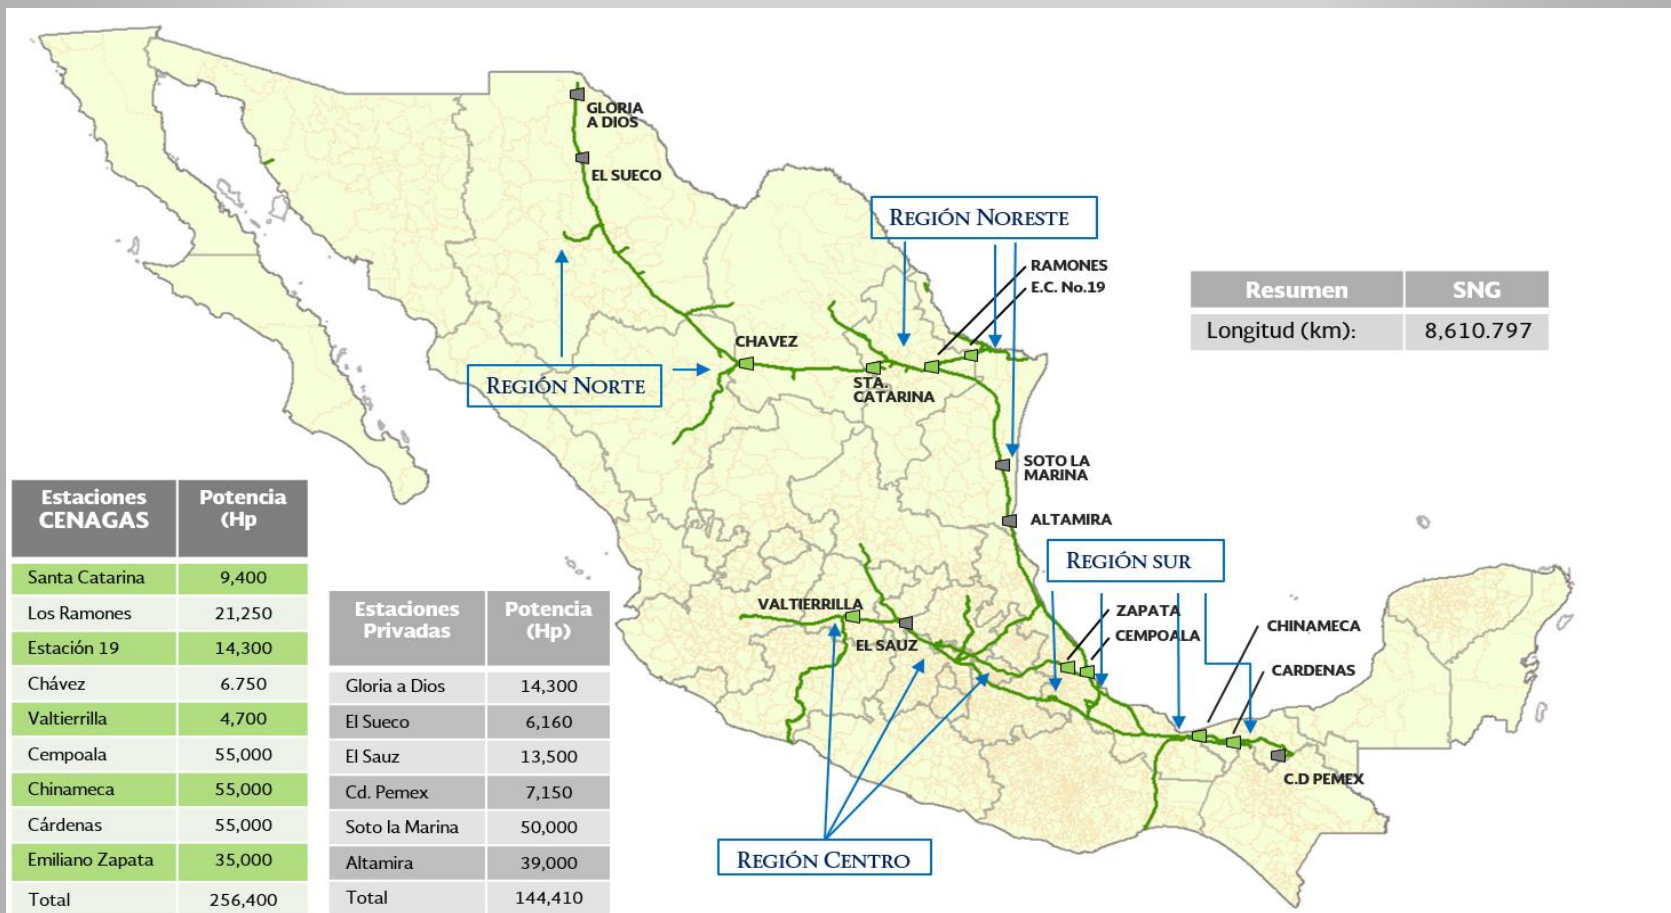 GLORIA
A DIOS
EL SUECO
REGIÓN NORESTE
RAMONES
E.C. No.19
Resumen SNG
Longitud (km): 8,610.797
CHAVEZ
REGIÓN NORTE
STA.
CATARINA
SOTO LA
MARINA
ALTAMIRA
REGIÓN SUR
VALTIERRILLA
EL SAUZ
ZAPATA
CEMPOALA
CHINAMECA
CARDENAS
C.D PEMEX
REGIÓN CENTRO
Estaciones Potencia
CENAGAS (Hp
Santa Catarina 9,400
Los Ramones 21,250
Estación 19 14,300
Chávez 6.750
Valtierrilla 4,700
Cempoala 55,000
Chinameca 55,000
Cárdenas 55,000
Emiliano Zapata 35,000
Total 256,400
Estaciones Potencia
Privadas (Hp)
Gloria a Dios 14,300
El Sueco 6,160
El Sauz 13,500
Cd. Pemex 7,150
Soto la Marina 50,000
Altamira 39,000
Total 144,410